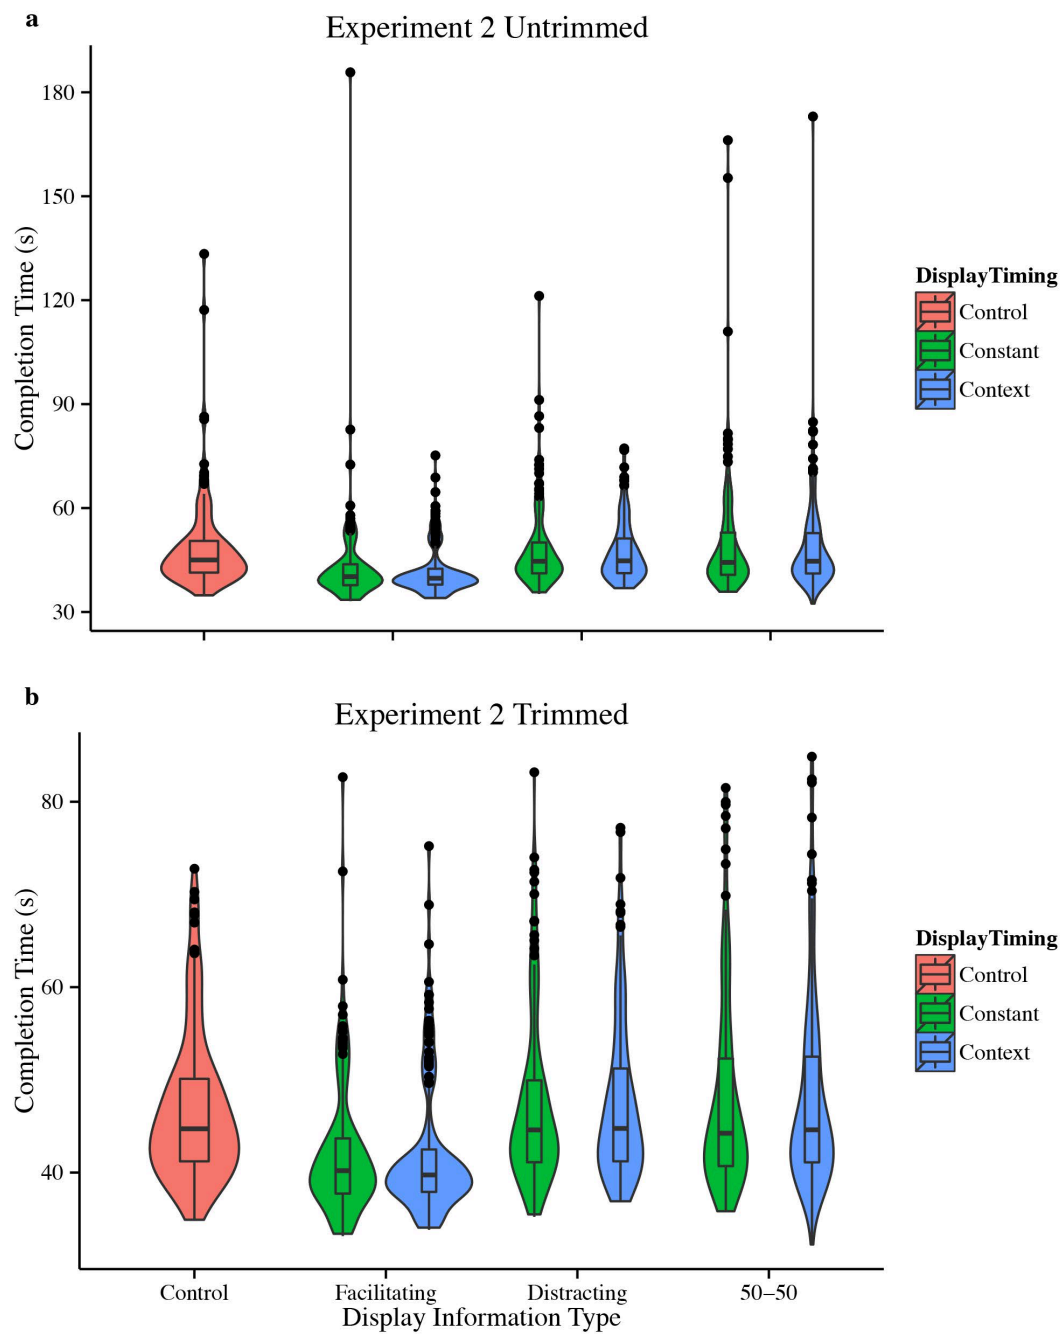 a
Experiment 2 Untrimmed
Completion Time (s)
180
150
120
90
60
30
DisplayTiming
Control
Constant
Context
b
Experiment 2 Trimmed
Completion Time (s)
80
60
40
DisplayTiming
Control
Constant
Context
Control Facilitating Distracting 50–50
Display Information Type